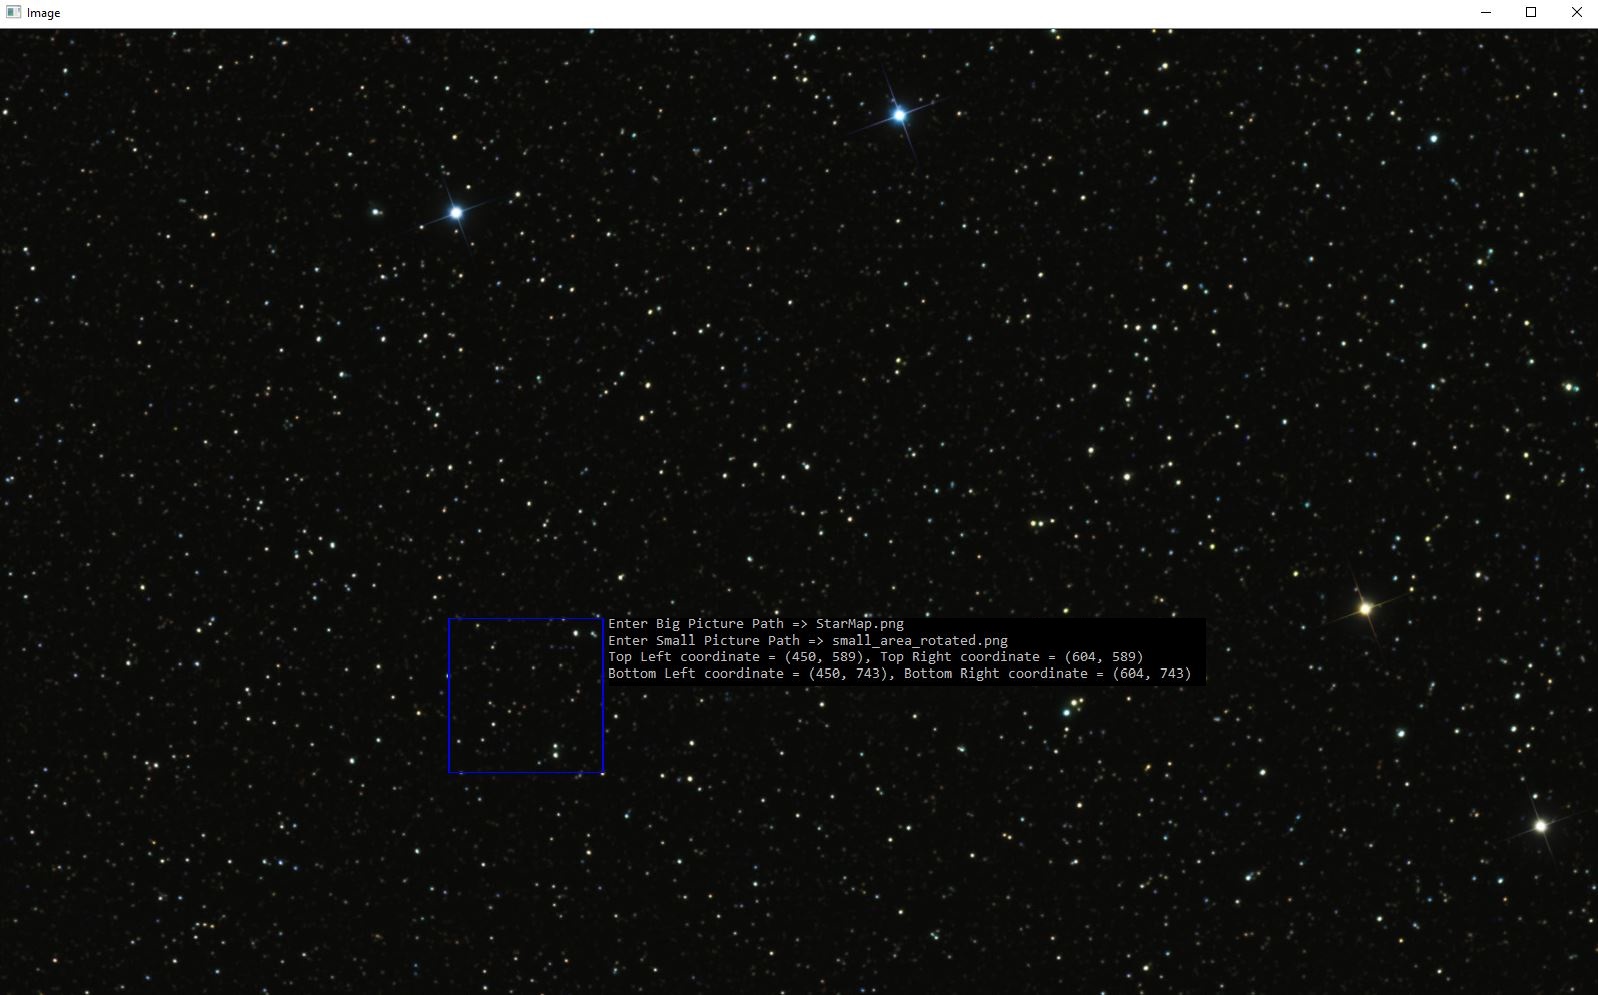 Image
Enter Big Picture Path => StarMap.png
Enter Small Picture Path => small_area_rotated.png
Top Left coordinate = (450, 589), Top Right coordinate = (604, 589)
Bottom Left coordinate = (450, 743), Bottom Right coordinate = (604, 743)